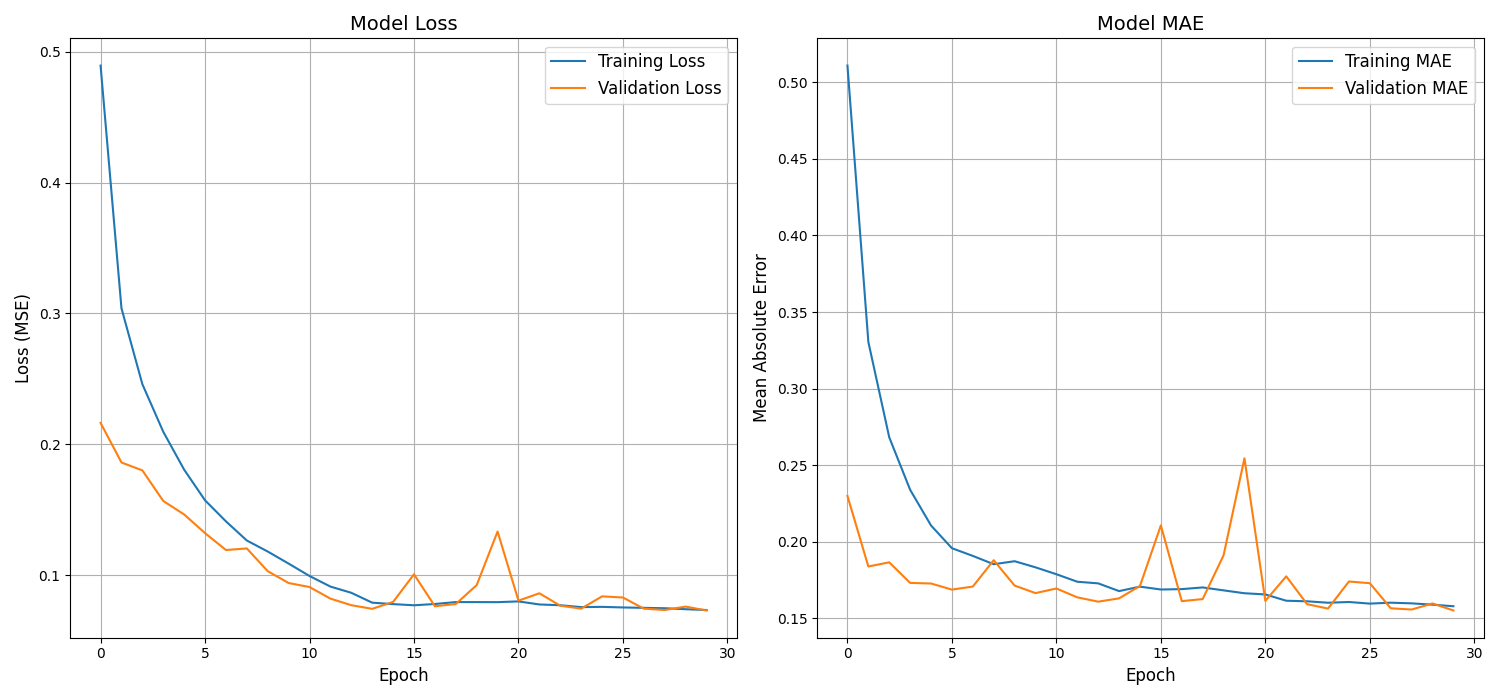 Model Loss
Training Loss
Validation Loss
Loss (MSE)
0.5
0.4
0.3
0.2
0.1
0 5 10 15 20 25 30
Epoch
Model MAE
Training MAE
Validation MAE
Mean Absolute Error
0.50
0.45
0.40
0.35
0.30
0.25
0.20
0.15
0 5 10 15 20 25 30
Epoch